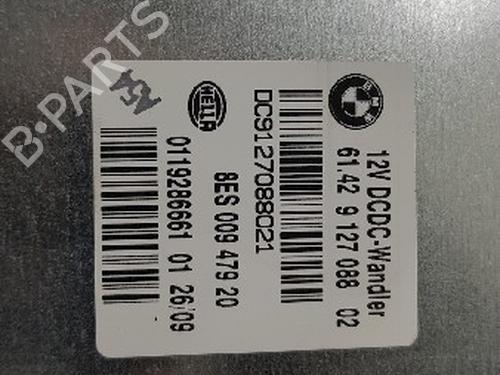 12V DCDC-Wandler
61.42 9 127 088 02
DC9127088021
HELLA
8ES 009 479 20
0119286661 01 26/09
B·PARTS